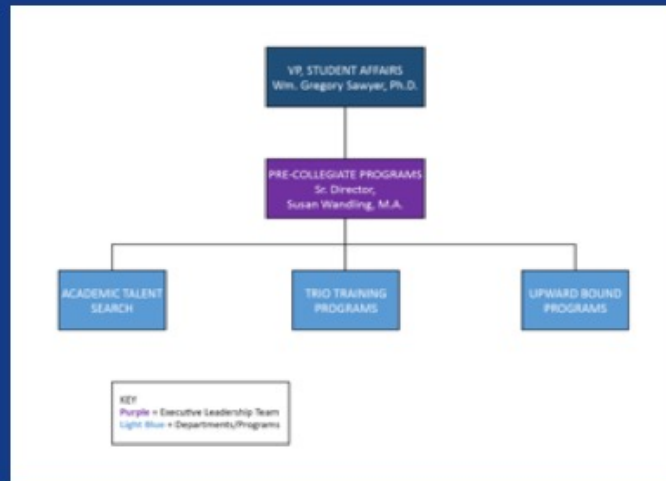 VP, STUDENT AFFAIRS
Wm. Gregory Sawyer, Ph.D.
PRE-COLLEGIATE PROGRAMS
Sr. Director,
Susan Wandling, M.A.
ACADEMIC TALENT
SEARCH
TRIO TRAINING
PROGRAMS
UPWARD BOUND
PROGRAMS
KEY
Purple = Executive Leadership Team
Light Blue = Departments/Programs